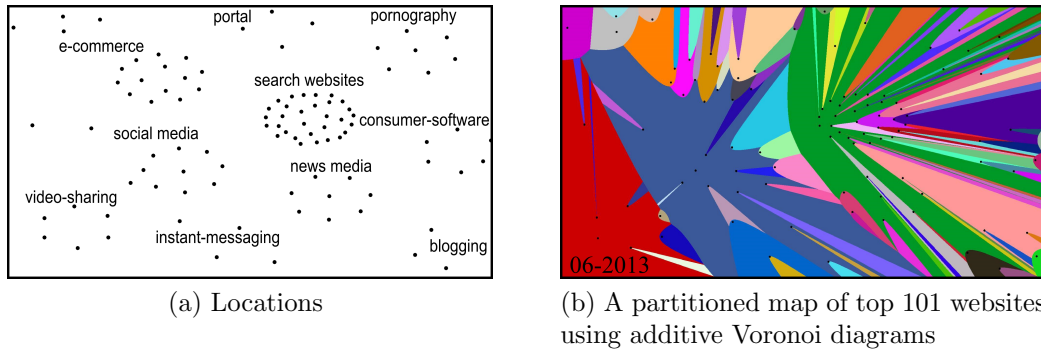 portal
pornography
e-commerce
search websites
consumer-software
social media
news media
video-sharing
instant-messaging
blogging
06-2013
(a) Locations
(b) A partitioned map of top 101 websites
using additive Voronoi diagrams